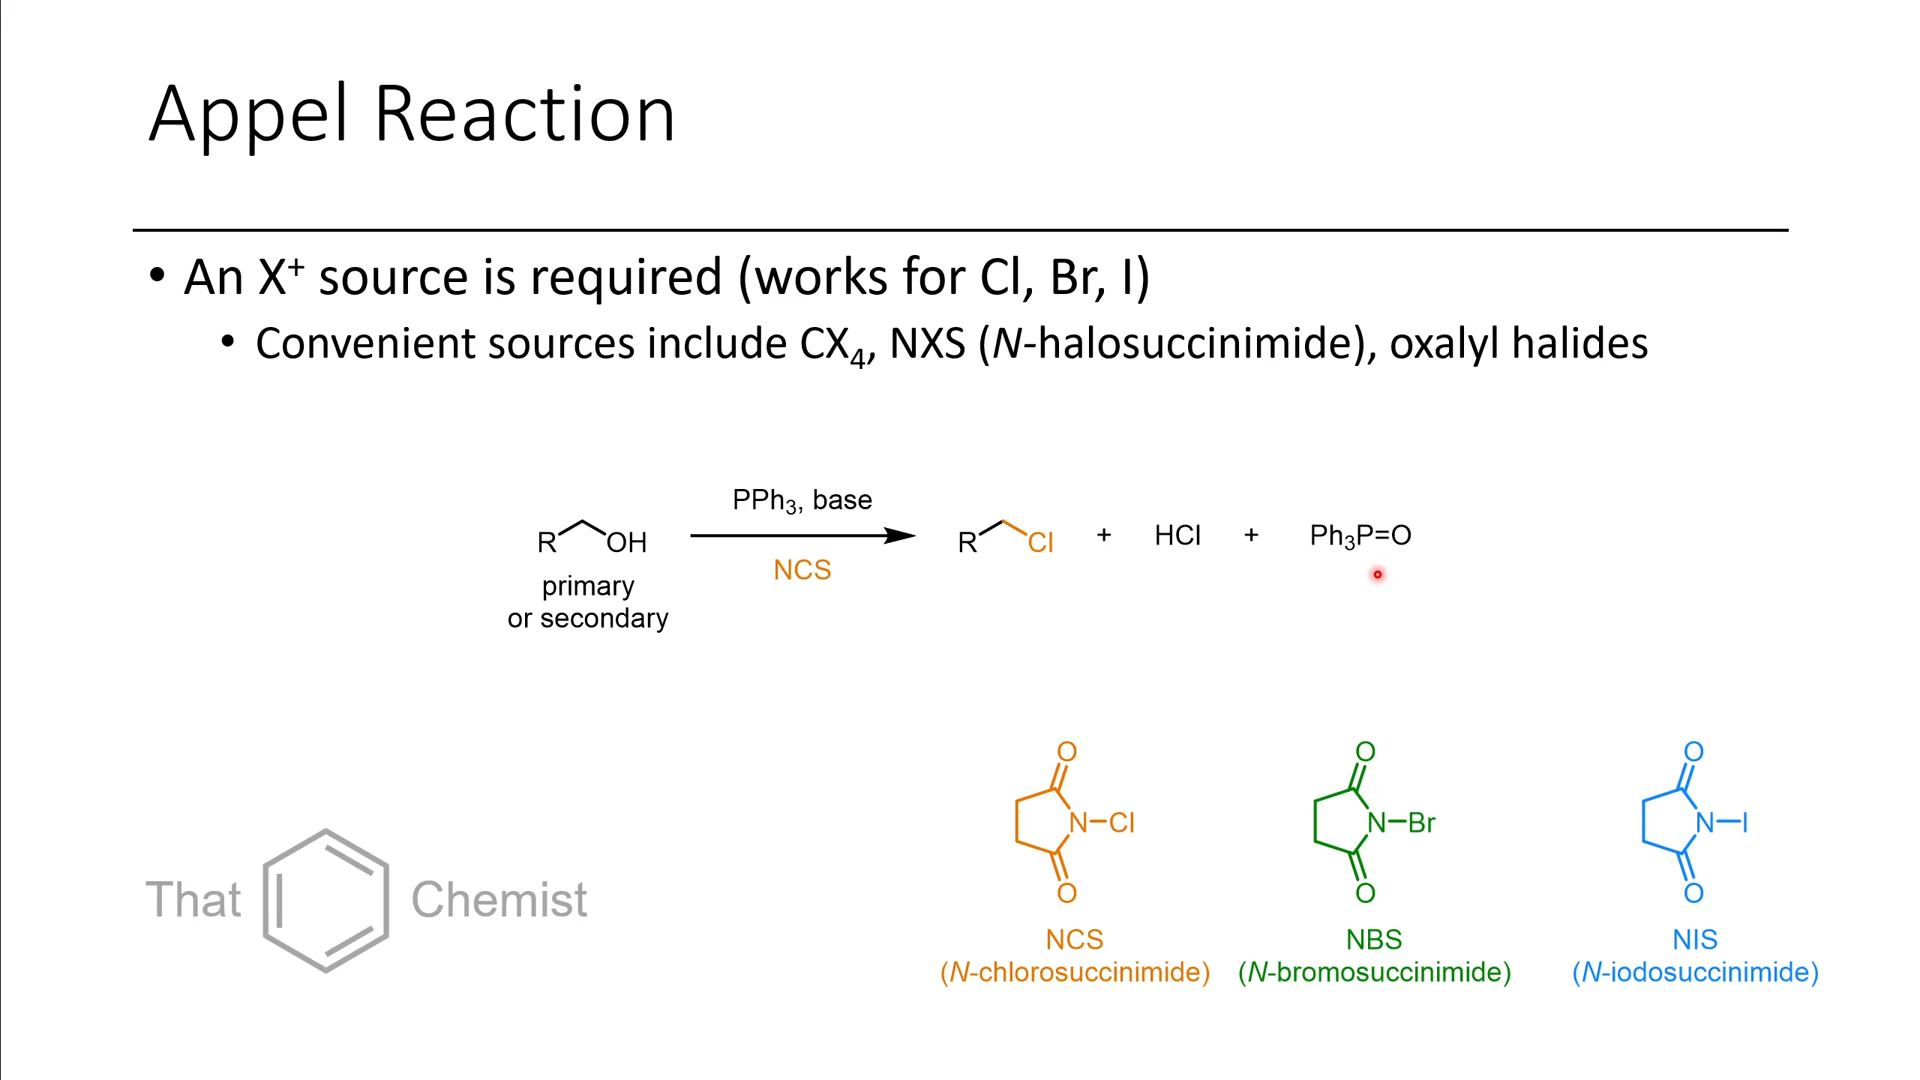 Appel Reaction
• An X⁺ source is required (works for Cl, Br, I)
• Convenient sources include CX₄, NXS (N-halosuccinimide), oxalyl halides
PPh₃, base
R OH R Cl + HCl + Ph₃P=O
NCS
primary
or secondary
O O O
N–Cl N–Br N–I
O O O
That Chemist
NCS NBS NIS
(N-chlorosuccinimide) (N-bromosuccinimide) (N-iodosuccinimide)